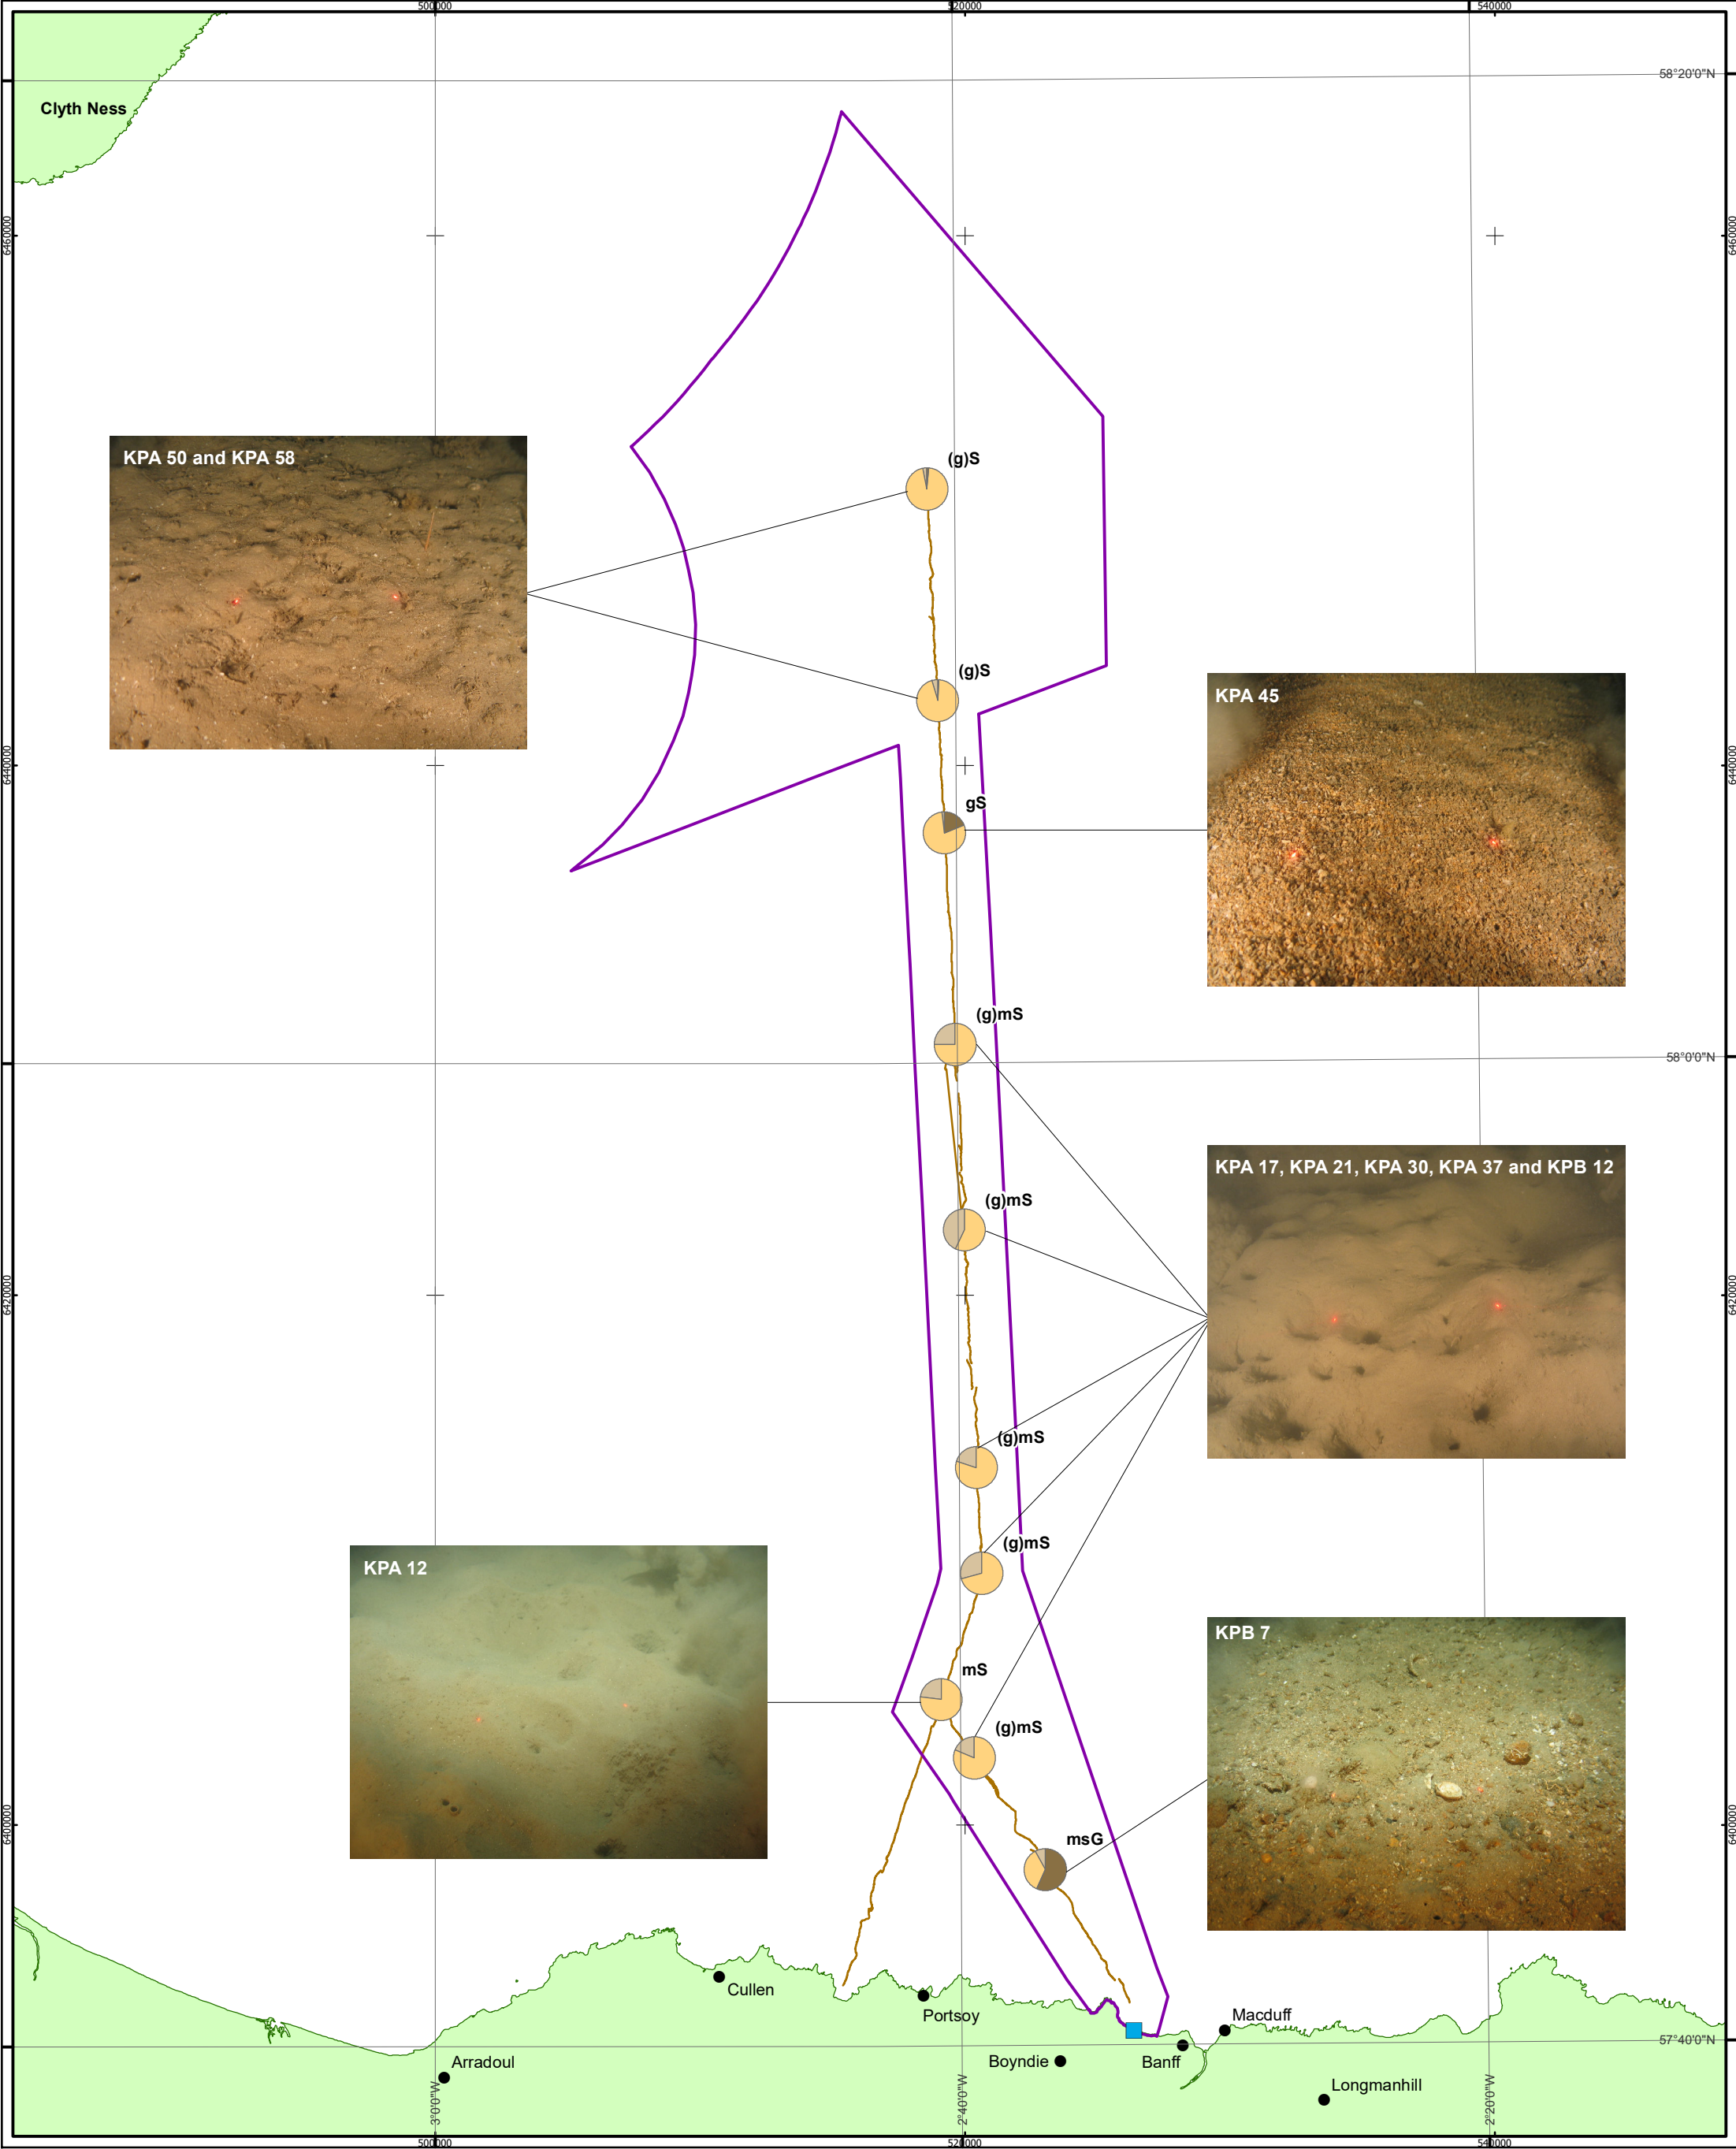 500000
520000
540000
58°20'0"N
Clyth Ness
6460000
6460000
KPA 50 and KPA 58
(g)S
(g)S
KPA 45
6440000
6440000
gS
(g)mS
58°0'0"N
KPA 17, KPA 21, KPA 30, KPA 37 and KPB 12
(g)mS
6420000
6420000
(g)mS
(g)mS
KPA 12
KPB 7
mS
(g)mS
6400000
6400000
msG
Cullen
Portsoy
Macduff
57°40'0"N
Boyndie
Banff
Arradoul
Longmanhill
3°0'0"W
2°40'0"W
2°20'0"W
500000
520000
540000